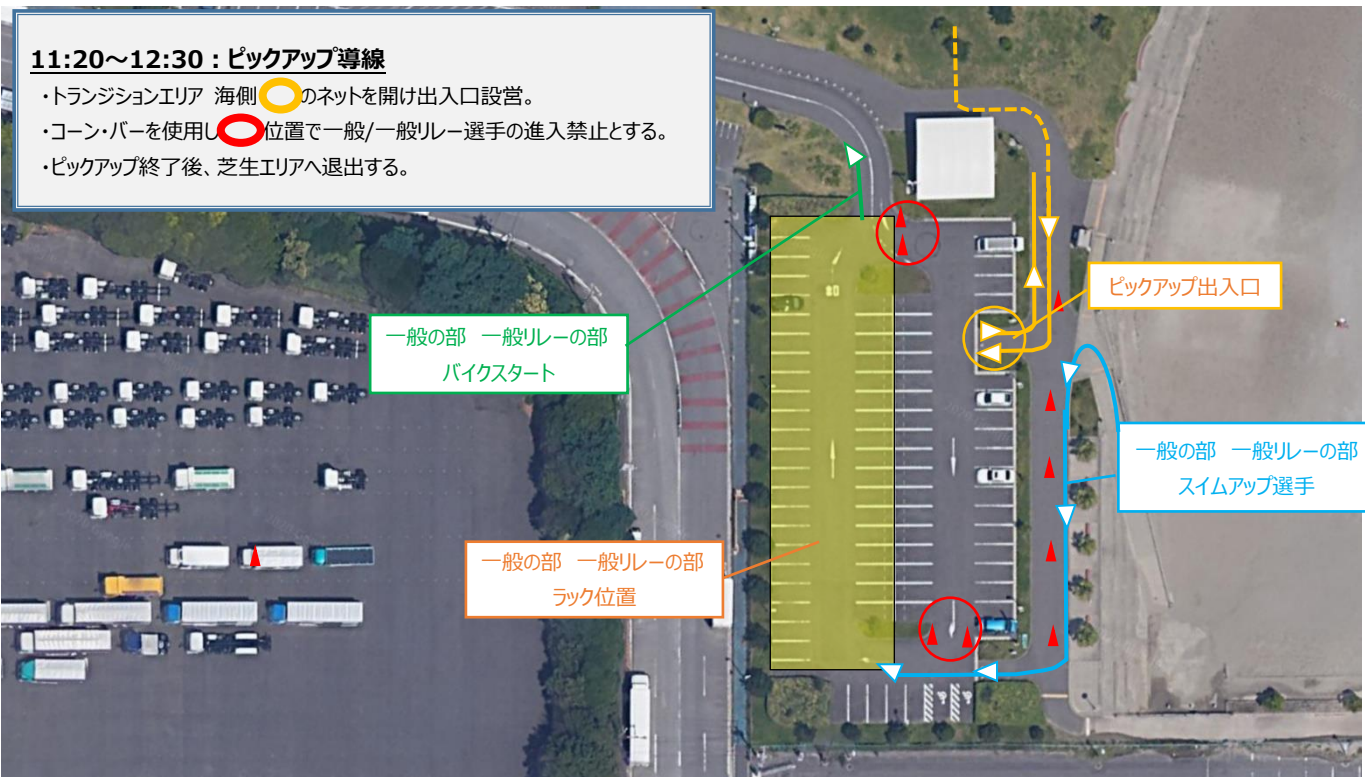 11:20～12:30：ピックアップ導線
・トランジションエリア 海側 のネットを開け出入口設営。
・コーン・バーを使用し 位置で一般/一般リレー選手の進入禁止とする。
・ピックアップ終了後、芝生エリアへ退出する。
ピックアップ出入口
一般の部 一般リレーの部
バイクスタート
一般の部 一般リレーの部
スイムアップ選手
一般の部 一般リレーの部
ラック位置